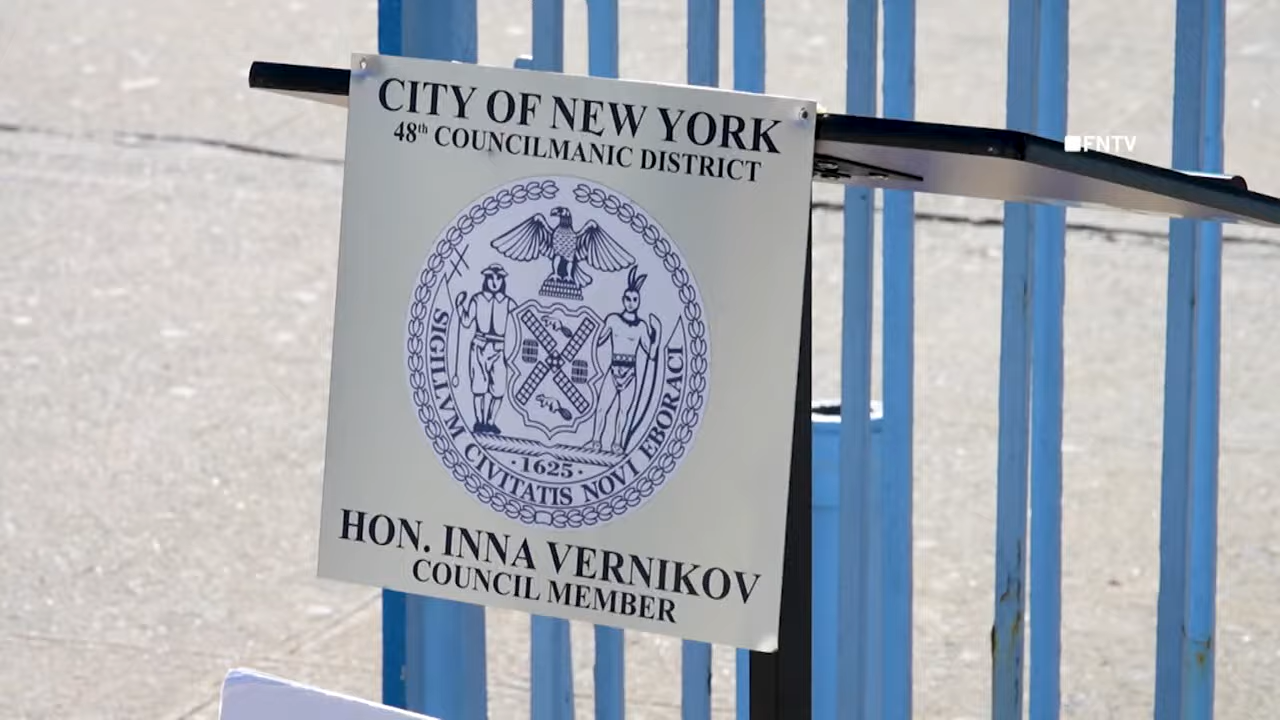 CITY OF NEW YORK
48th COUNCILMANIC DISTRICT
SIGILLVM CIVITATIS NOVI EBORACI
·1625·
HON. INNA VERNIKOV
COUNCIL MEMBER
FNTV